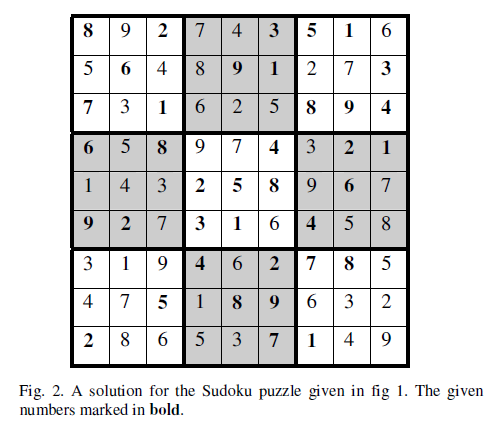 8 9 2 7 4 3 5 1 6
5 6 4 8 9 1 2 7 3
7 3 1 6 2 5 8 9 4
6 5 8 9 7 4 3 2 1
1 4 3 2 5 8 9 6 7
9 2 7 3 1 6 4 5 8
3 1 9 4 6 2 7 8 5
4 7 5 1 8 9 6 3 2
2 8 6 5 3 7 1 4 9
Fig. 2. A solution for the Sudoku puzzle given in fig 1. The given
numbers marked in bold.